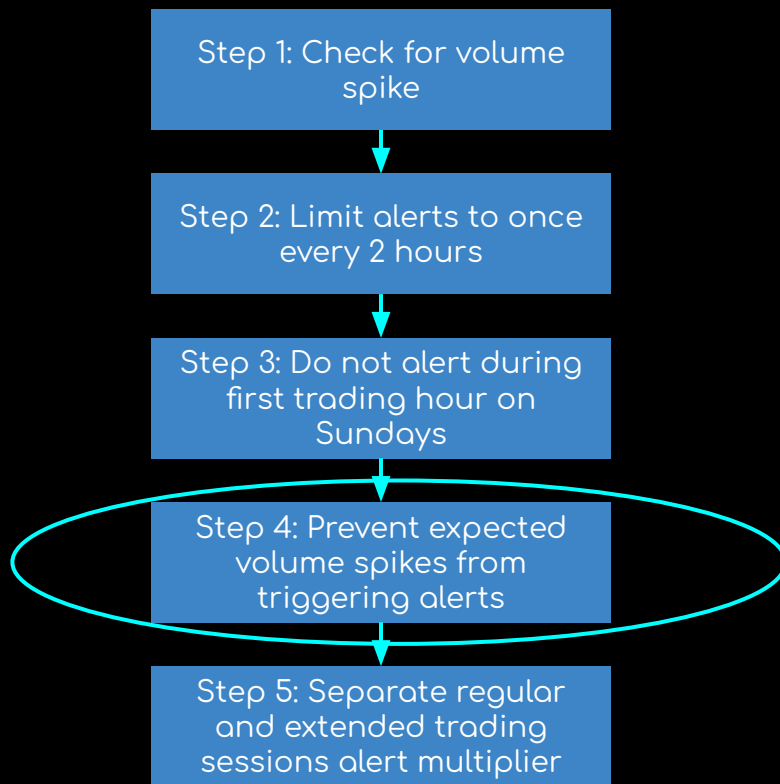 Step 1: Check for volume
spike
Step 2: Limit alerts to once
every 2 hours
Step 3: Do not alert during
first trading hour on
Sundays
Step 4: Prevent expected
volume spikes from
triggering alerts
Step 5: Separate regular
and extended trading
sessions alert multiplier